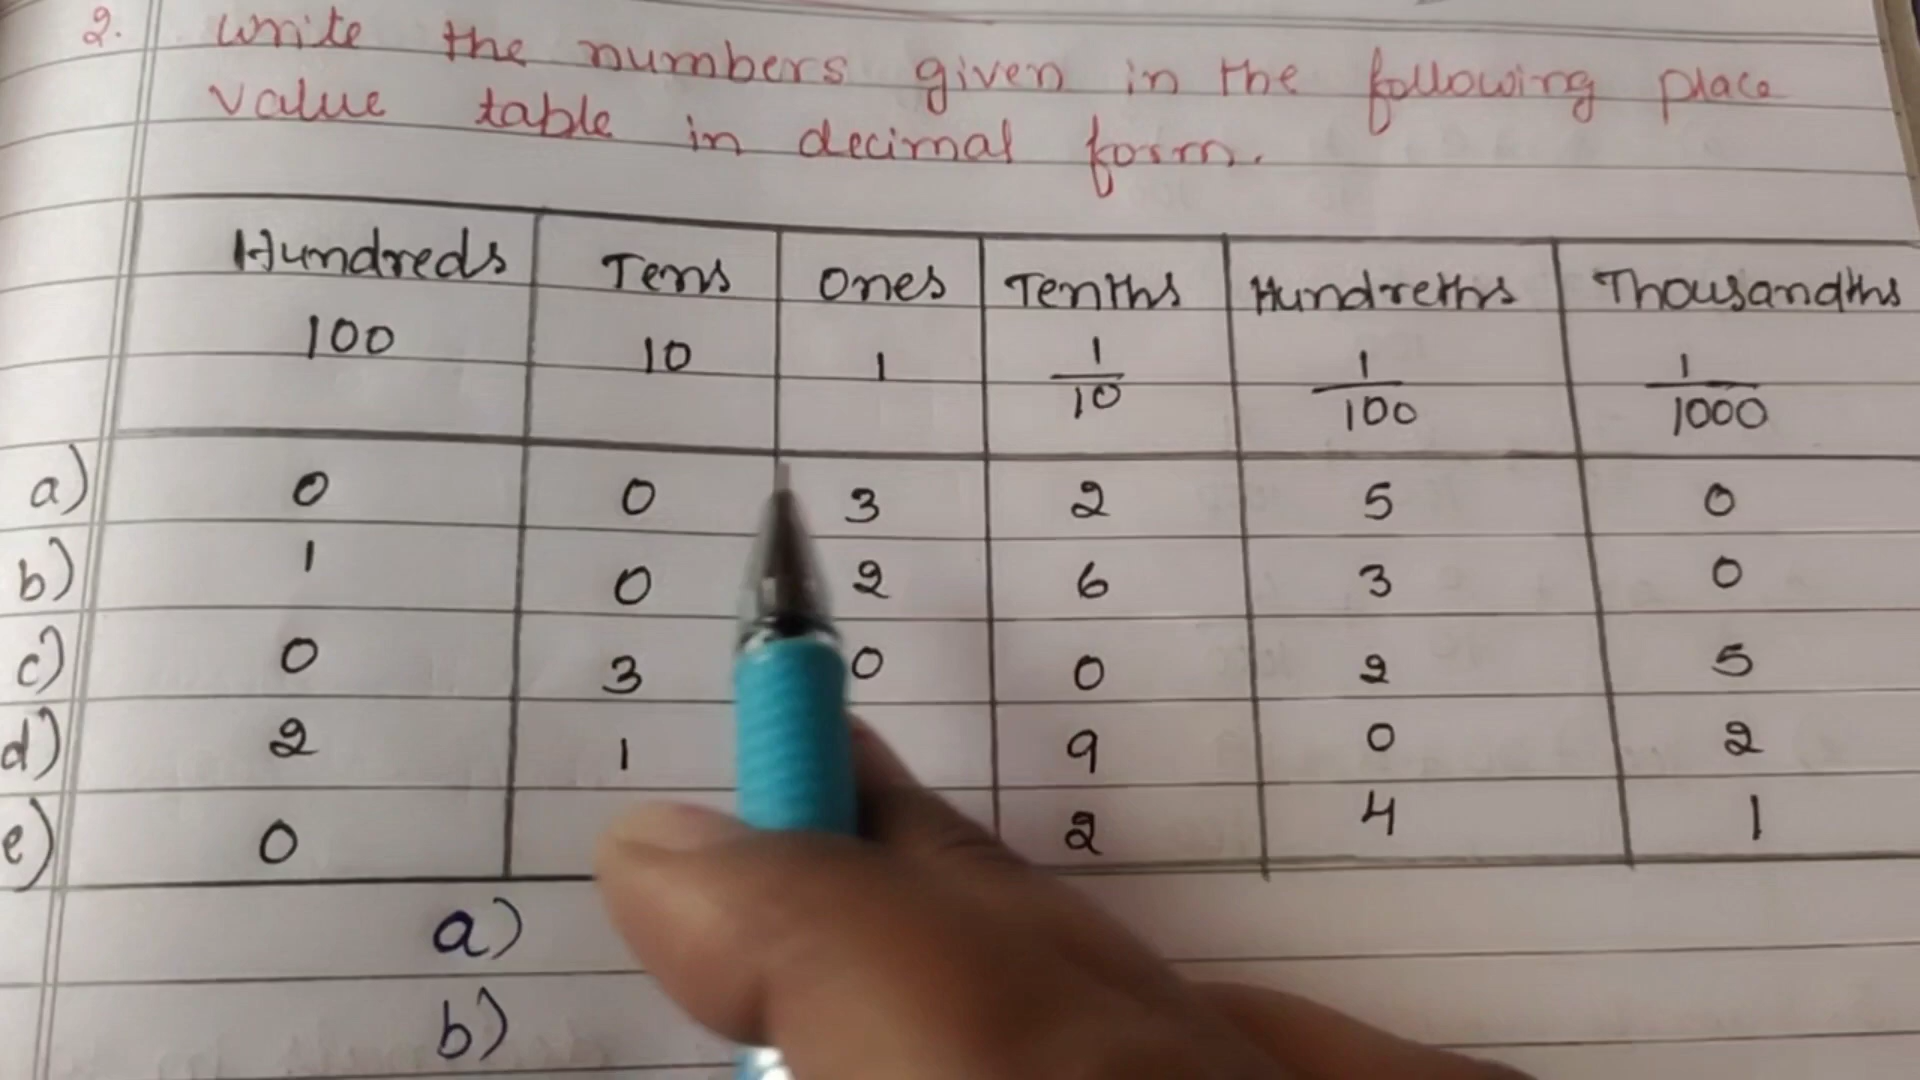 2. Write the numbers given in the following place
value table in decimal form.
Hundreds Tens Ones Tenths Hundreths Thousandths
100 10 1 1/10 1/100 1/1000
a) 0 0 3 2 5 0
b) 1 0 2 6 3 0
c) 0 3 0 0 2 5
d) 2 1 9 0 2
e) 0 2 4 1
a)
b)